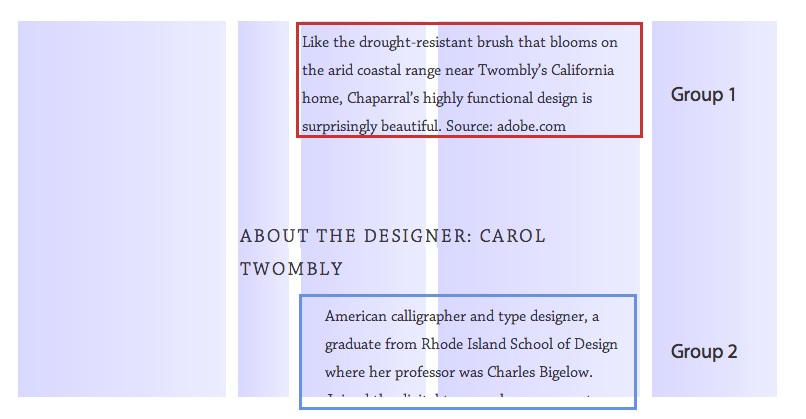 Like the drought-resistant brush that blooms on
the arid coastal range near Twombly's California
home, Chaparral's highly functional design is
surprisingly beautiful. Source: adobe.com
Group 1
ABOUT THE DESIGNER: CAROL
TWOMBLY
American calligrapher and type designer, a
graduate from Rhode Island School of Design
where her professor was Charles Bigelow.
Group 2